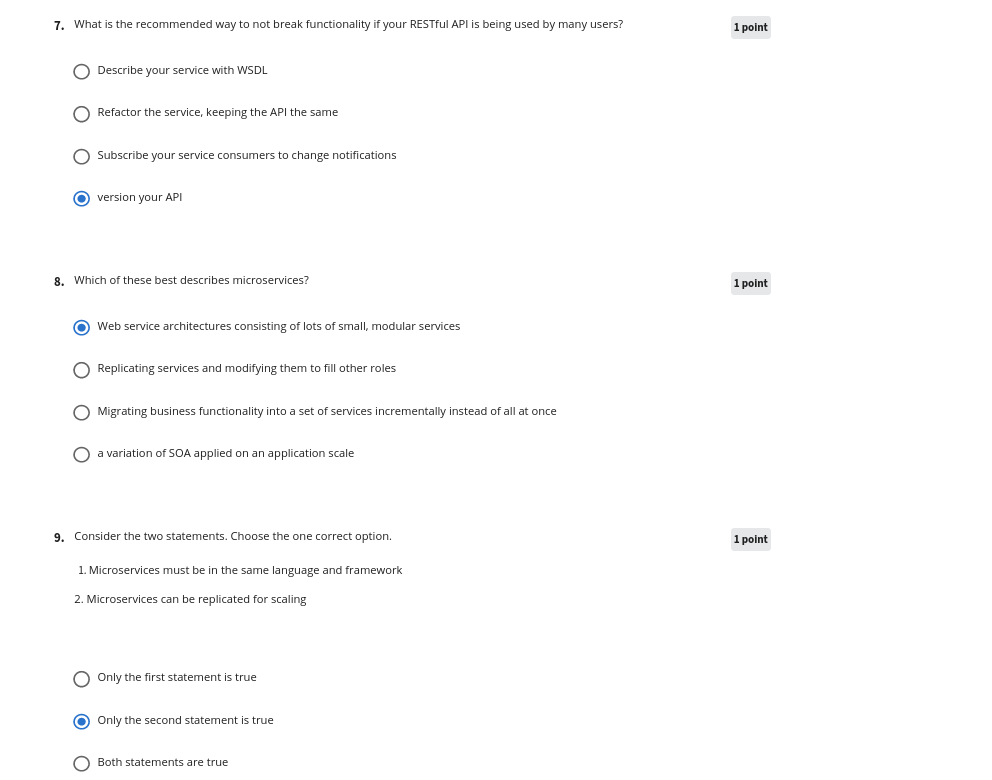 7. What is the recommended way to not break functionality if your RESTful API is being used by many users? 1 point
Describe your service with WSDL
Refactor the service, keeping the API the same
Subscribe your service consumers to change notifications
version your API
8. Which of these best describes microservices? 1 point
Web service architectures consisting of lots of small, modular services
Replicating services and modifying them to fill other roles
Migrating business functionality into a set of services incrementally instead of all at once
a variation of SOA applied on an application scale
9. Consider the two statements. Choose the one correct option. 1 point
1. Microservices must be in the same language and framework
2. Microservices can be replicated for scaling
Only the first statement is true
Only the second statement is true
Both statements are true